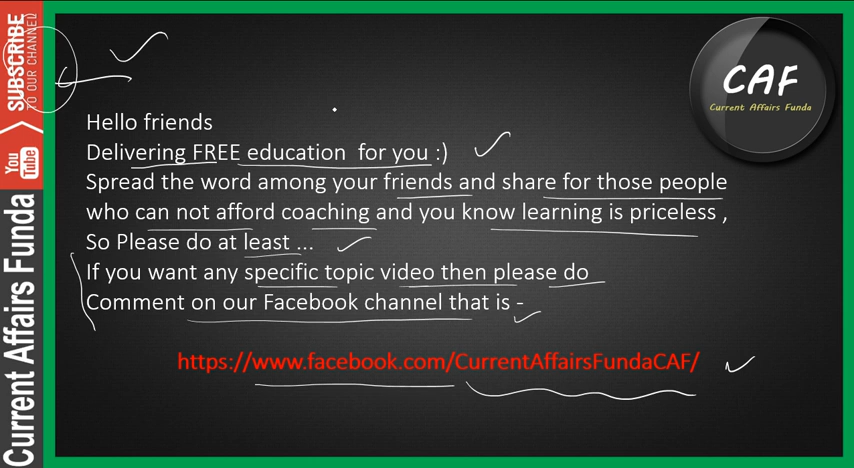 SUBSCRIBE
TO OUR CHANNEL
You
Tube
Current Affairs Funda
CAF
Current Affairs Funda
Hello friends
Delivering FREE education for you :)
Spread the word among your friends and share for those people
who can not afford coaching and you know learning is priceless ,
So Please do at least ...
If you want any specific topic video then please do
Comment on our Facebook channel that is -
https://www.facebook.com/CurrentAffairsFundaCAF/